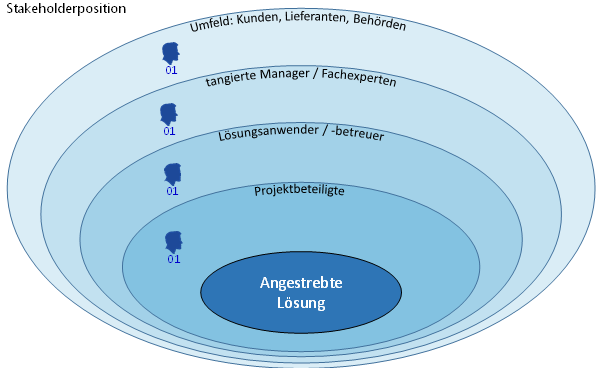 Stakeholderposition
Umfeld: Kunden, Lieferanten, Behörden
01
tangierte Manager / Fachexperten
01
Lösungsanwender / -betreuer
01
Projektbeteiligte
01
Angestrebte
Lösung